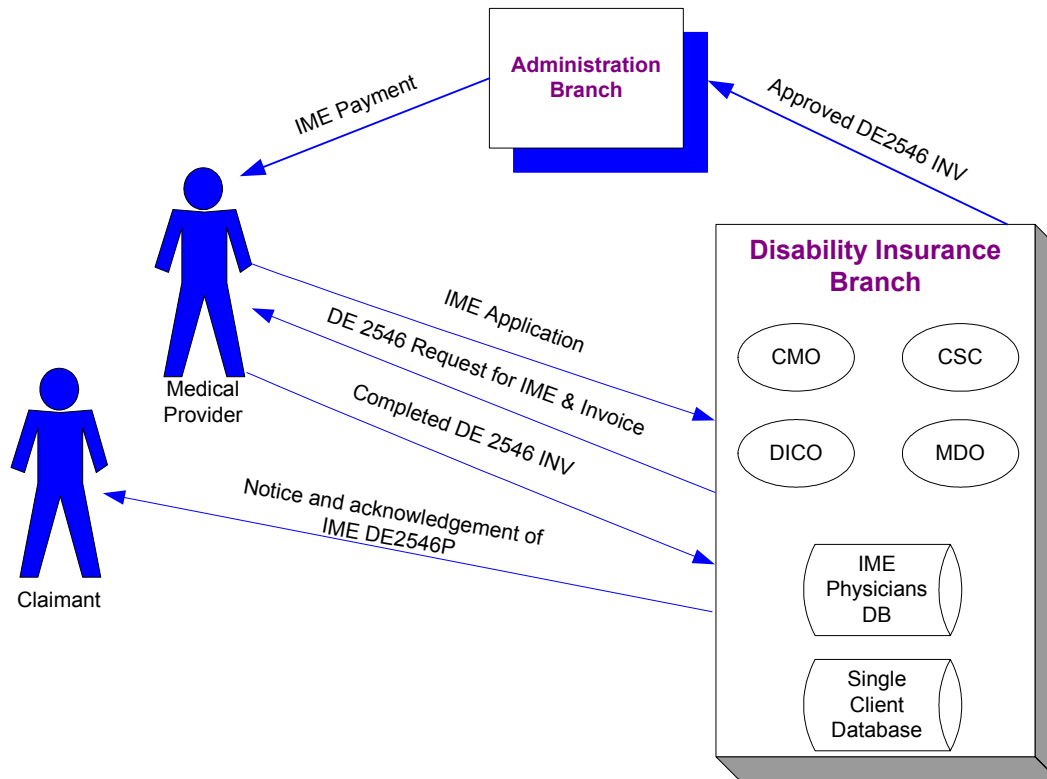 Administration
Branch
IME Payment
Approved DE2546 INV
Disability Insurance
Branch
IME Application
DE 2546 Request for IME & Invoice
Completed DE 2546 INV
Medical
Provider
Notice and acknowledgement of
IME DE2546P
Claimant
CMO
CSC
DICO
MDO
IME
Physicians
DB
Single
Client
Database